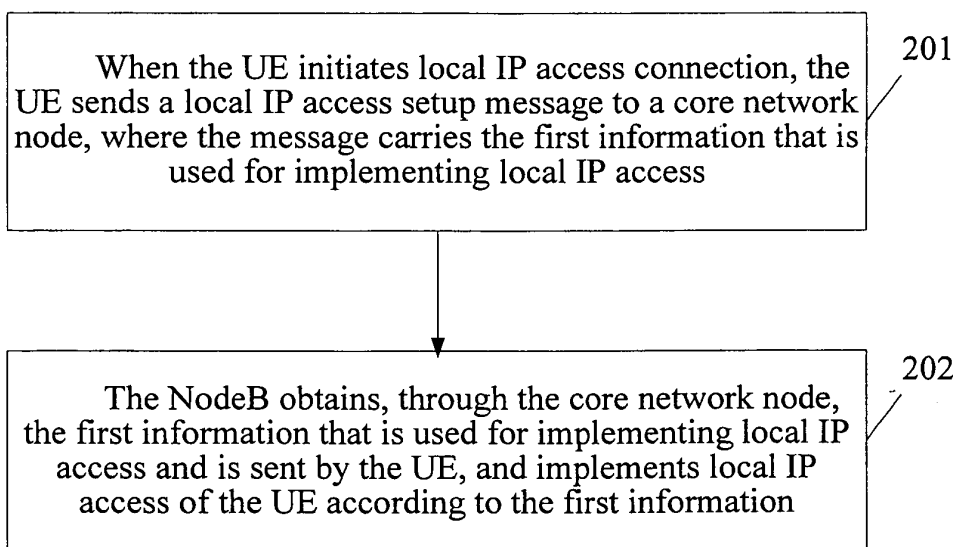 When the UE initiates local IP access connection, the
201
UE sends a local IP access setup message to a core network
node, where the message carries the first information that is
used for implementing local IP access
The NodeB obtains, through the core network node,
202
the first information that is used for implementing local IP
access and is sent by the UE, and implements local IP
access of the UE according to the first information